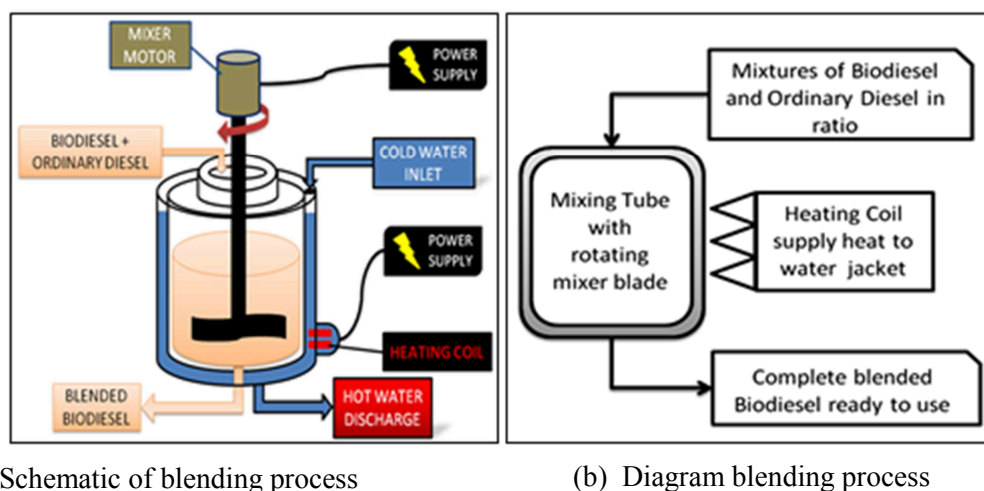 MIXER
MOTOR
POWER
SUPPLY
BIODIESEL +
ORDINARY DIESEL
COLD WATER
INLET
POWER
SUPPLY
HEATING COIL
BLENDED
BIODIESEL
HOT WATER
DISCHARGE
Mixtures of Biodiesel
and Ordinary Diesel in
ratio
Mixing Tube
with
rotating
mixer blade
Heating Coil
supply heat to
water jacket
Complete blended
Biodiesel ready to use
Schematic of blending process
(b) Diagram blending process